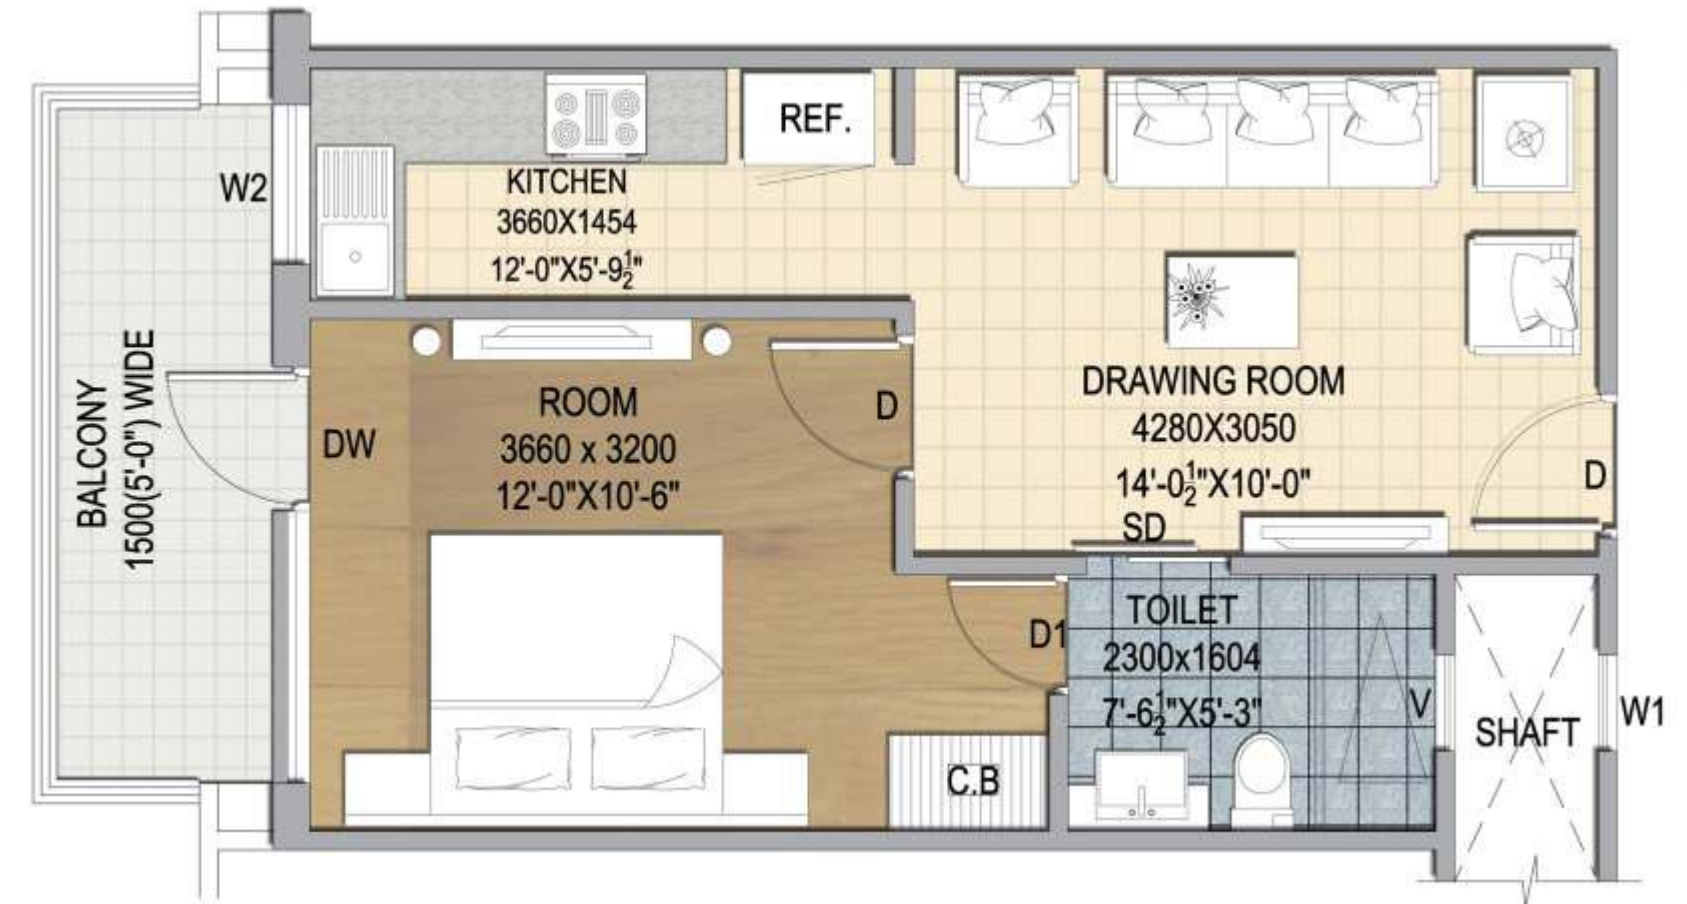 REF.
W2
KITCHEN
3660X1454
12'-0"X5'-9½"
BALCONY
1500(5'-0") WIDE
DW
ROOM
3660 x 3200
12'-0"X10'-6"
D
DRAWING ROOM
4280X3050
14'-0½"X10'-0"
D
SD
D1
TOILET
2300x1604
7'-6½"X5'-3"
V
SHAFT
W1
C.B